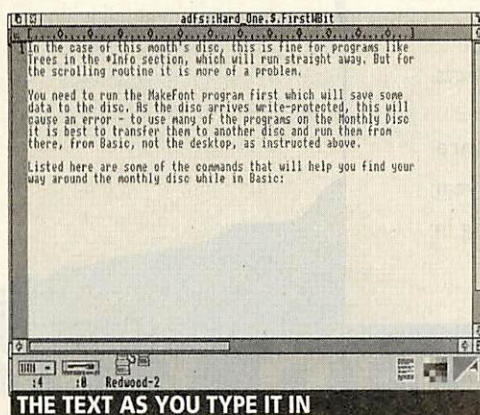 adfs::Hard_One.$.FirstWBit
In the case of this month's disc, this is fine for programs like
Trees in the *Info section, which will run straight away. But for
the scrolling routine it is more of a problem.
You need to run the MakeFont program first which will save some
data to the disc. As the disc arrives write-protected, this will
cause an error - to use many of the programs on the Monthly Disc
it is best to transfer them to another disc and run them from
there, from Basic, not the desktop, as instructed above.
Listed here are some of the commands that will help you find your
way around the monthly disc while in Basic:
:4 :0 Redwood-2
THE TEXT AS YOU TYPE IT IN